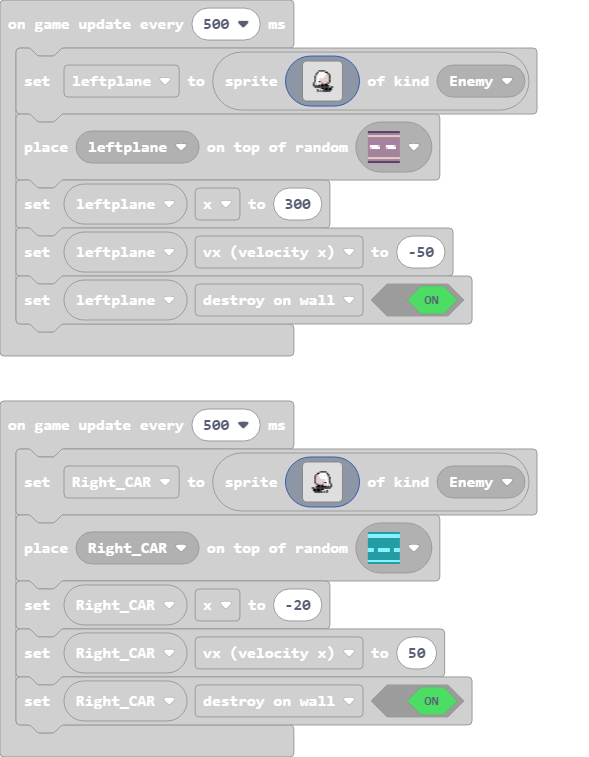 on game update every 500 ms
set leftplane to sprite of kind Enemy
place leftplane on top of random
set leftplane x to 300
set leftplane vx (velocity x) to -50
set leftplane destroy on wall ON
on game update every 500 ms
set Right_CAR to sprite of kind Enemy
place Right_CAR on top of random
set Right_CAR x to -20
set Right_CAR vx (velocity x) to 50
set Right_CAR destroy on wall ON